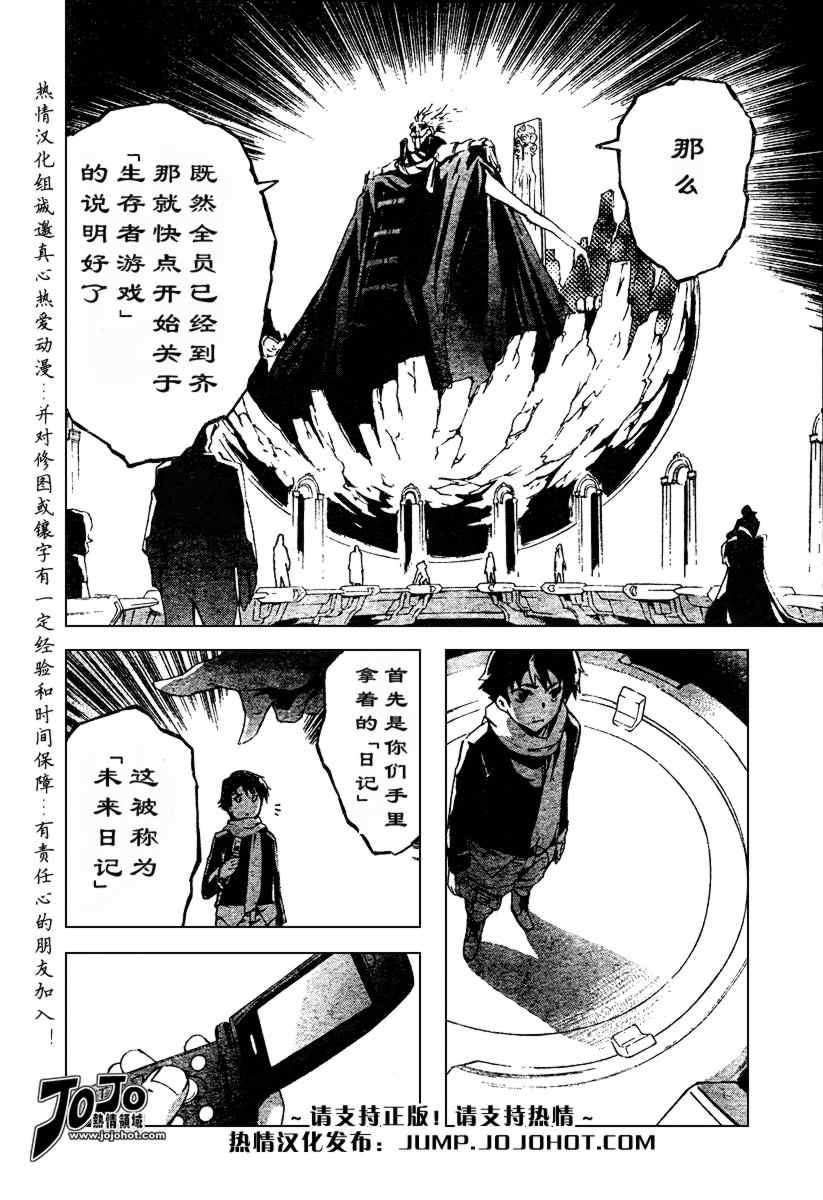 那么
既然全员已经到齐
那就快点开始关于
「生存者游戏」
的说明好了
首先是你们手里
拿着的「日记」
这被称为
「未来日记」
热情汉化组诚邀真心热爱动漫…并对修图或镶字有一定经验和时间保障…有责任心的朋友加入!
JOJO
熱情領域
www.jojohot.com
~请支持正版!请支持热情~
热情汉化发布:JUMP.JOJOHOT.COM